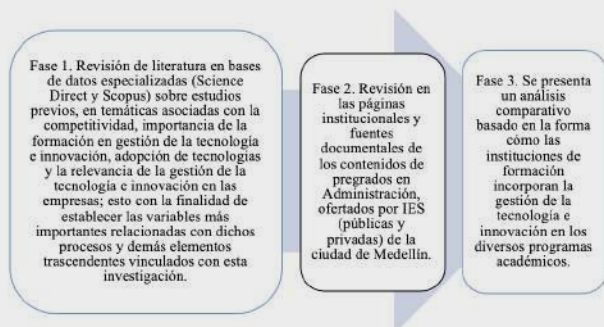 Fase 1. Revisión de literatura en bases
de datos especializadas (Science
Direct y Scopus) sobre estudios
previos, en temáticas asociadas con la
competitividad, importancia de la
formación en gestión de la tecnología
e innovación, adopción de tecnologías
y la relevancia de la gestión de la
tecnología e innovación en las
empresas; esto con la finalidad de
establecer las variables más
importantes relacionadas con dichos
procesos y demás elementos
trascendentes vinculados con esta
investigación.
Fase 2. Revisión en
las páginas
institucionales y
fuentes
documentales de
los contenidos de
pregrados en
Administración,
ofertados por IES
(públicas y
privadas) de la
ciudad de Medellín.
Fase 3. Se presenta
un análisis
comparativo
basado en la forma
cómo las
instituciones de
formación
incorporan la
gestión de la
tecnología e
innovación en los
diversos programas
académicos.